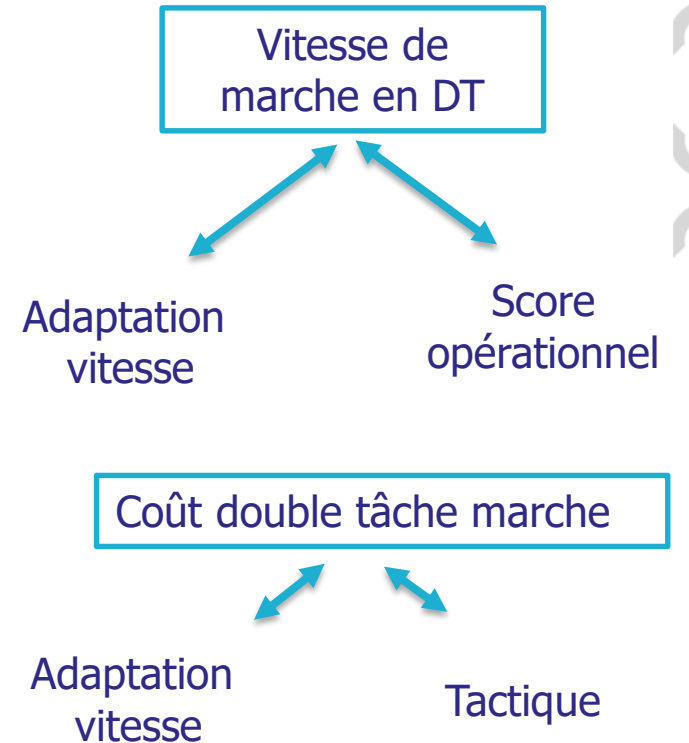 Vitesse de
marche en DT
Adaptation
vitesse
Score
opérationnel
Coût double tâche marche
Adaptation
vitesse
Tactique